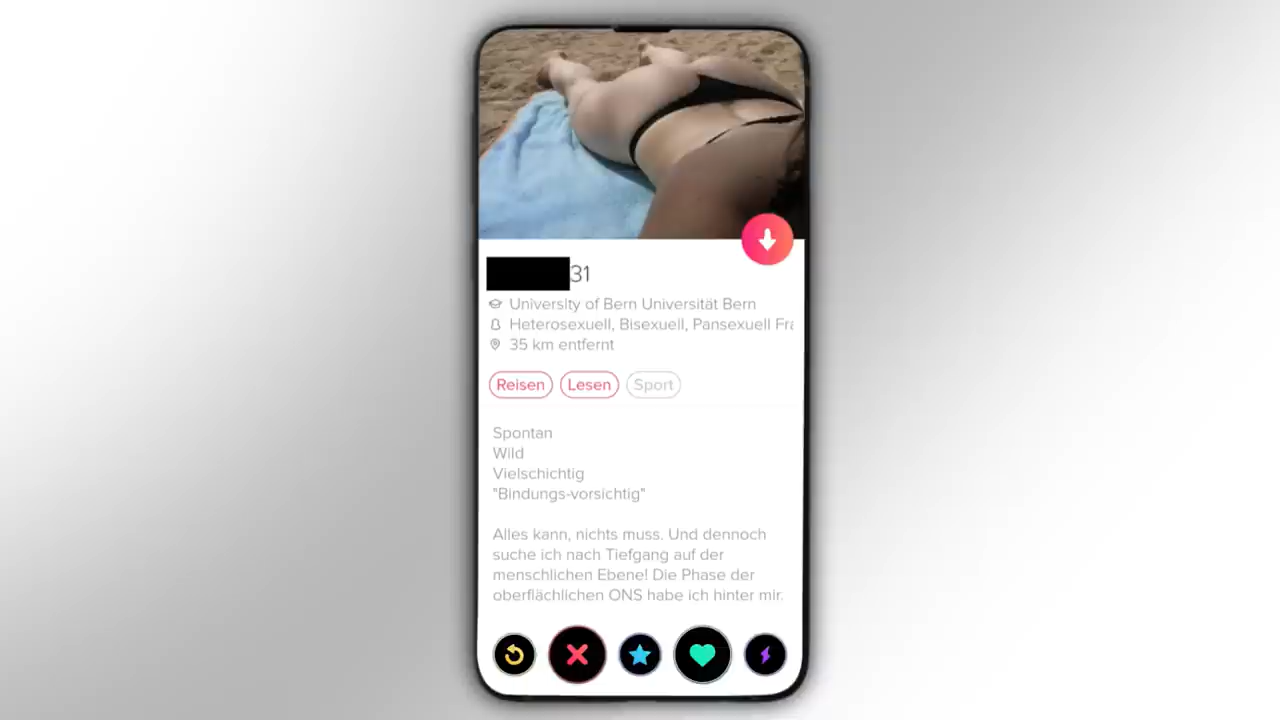 31
University of Bern Universität Bern
Heterosexuell, Bisexuell, Pansexuell Fra
35 km entfernt
Reisen Lesen Sport
Spontan
Wild
Vielschichtig
"Bindungs-vorsichtig"
Alles kann, nichts muss. Und dennoch
suche ich nach Tiefgang auf der
menschlichen Ebene! Die Phase der
oberflächlichen ONS habe ich hinter mir.